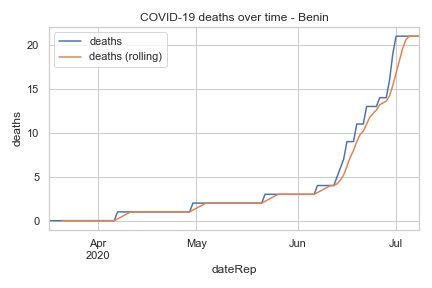 COVID-19 deaths over time - Benin
deaths
deaths (rolling)
deaths
20
15
10
5
0
Apr
2020
May
Jun
Jul
dateRep